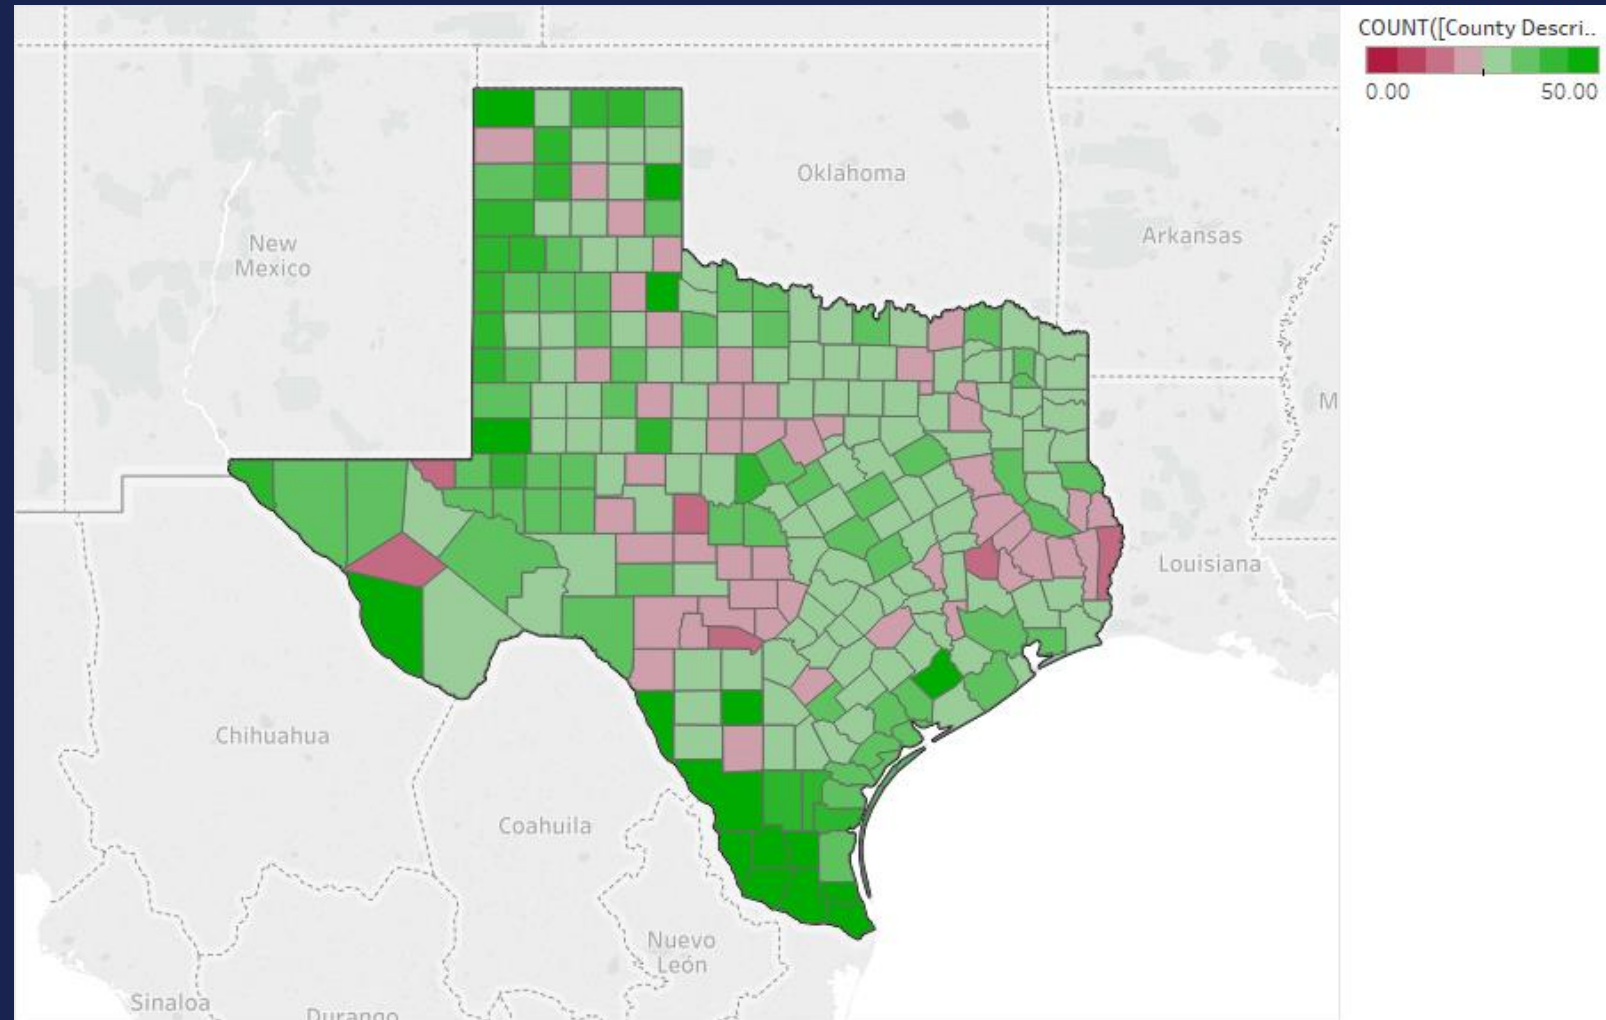 COUNT([County Descri..
0.00 50.00
Oklahoma
Arkansas
New
Mexico
M
Louisiana
Chihuahua
Coahuila
Nuevo
León
Sinaloa
Durango